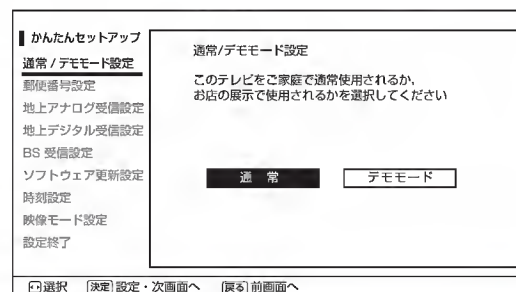 かんたんセットアップ
通常 / デモモード設定
郵便番号設定
地上アナログ受信設定
地上デジタル受信設定
BS 受信設定
ソフトウェア更新設定
時刻設定
映像モード設定
設定終了
通常/デモモード設定
このテレビをご家庭で通常使用されるか,
お店の展示で使用されるかを選択してください
通 常
デモモード
選択 決定 設定・次画面へ 戻る 前画面へ